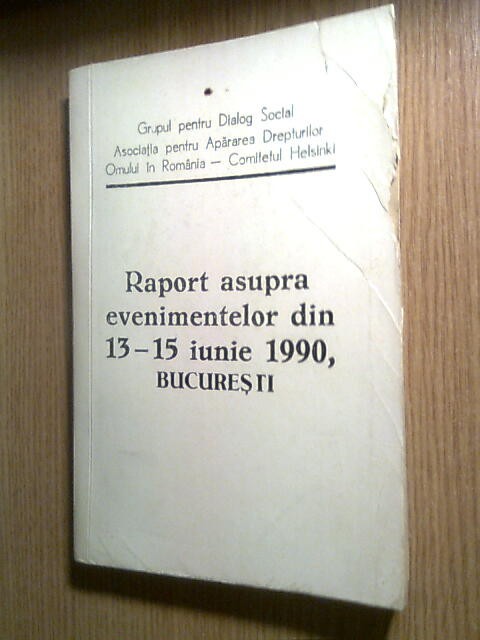 Grupul pentru Dialog Social
Asociația pentru Apărarea Drepturilor
Omului în România — Comitetul Helsinki
Raport asupra
evenimentelor din
13–15 iunie 1990,
BUCUREȘTI